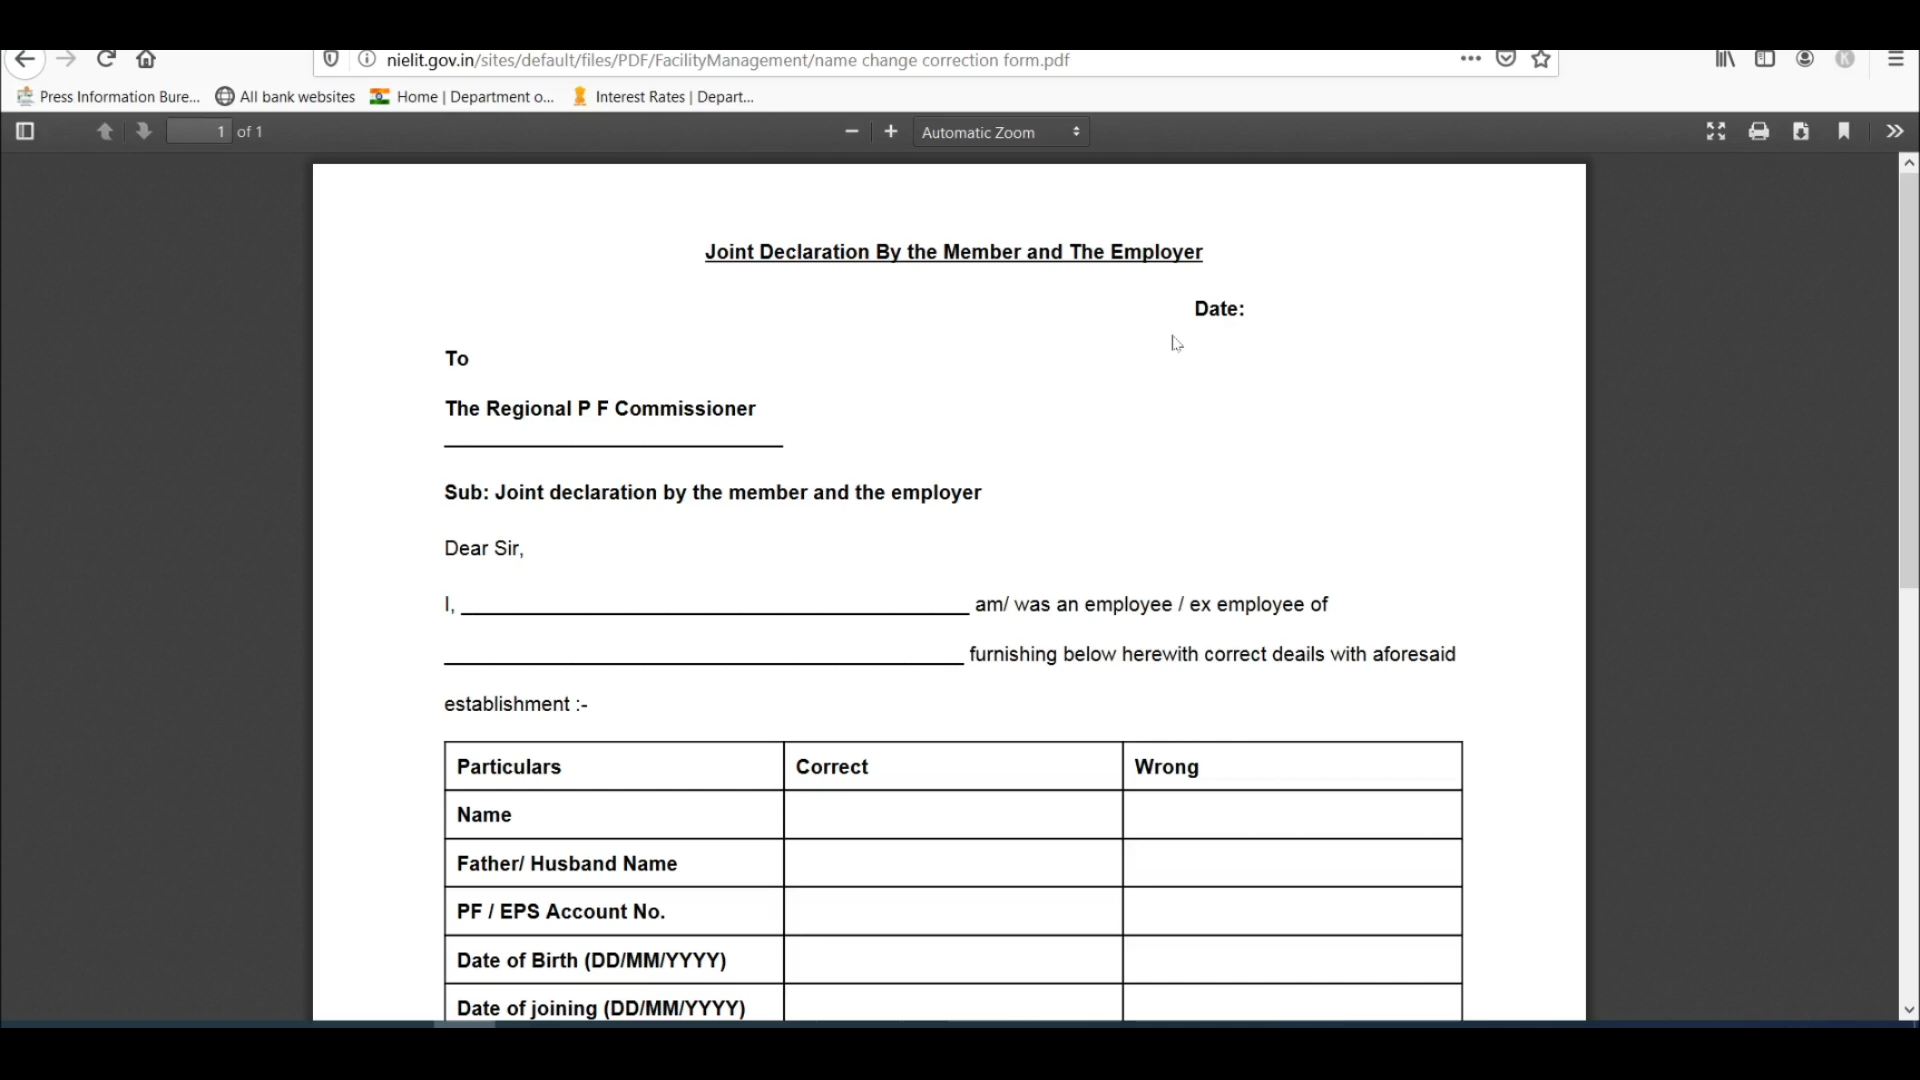 nielit.gov.in/sites/default/files/PDF/FacilityManagement/name change correction form.pdf
K
Press Information Bure... All bank websites Home | Department o... Interest Rates | Depart...
1 of 1 Automatic Zoom
Joint Declaration By the Member and The Employer
Date:
To
The Regional P F Commissioner
Sub: Joint declaration by the member and the employer
Dear Sir,
I, ______________________ am/ was an employee / ex employee of
______________________ furnishing below herewith correct deails with aforesaid
establishment :-
Particulars Correct Wrong
Name
Father/ Husband Name
PF / EPS Account No.
Date of Birth (DD/MM/YYYY)
Date of joining (DD/MM/YYYY)